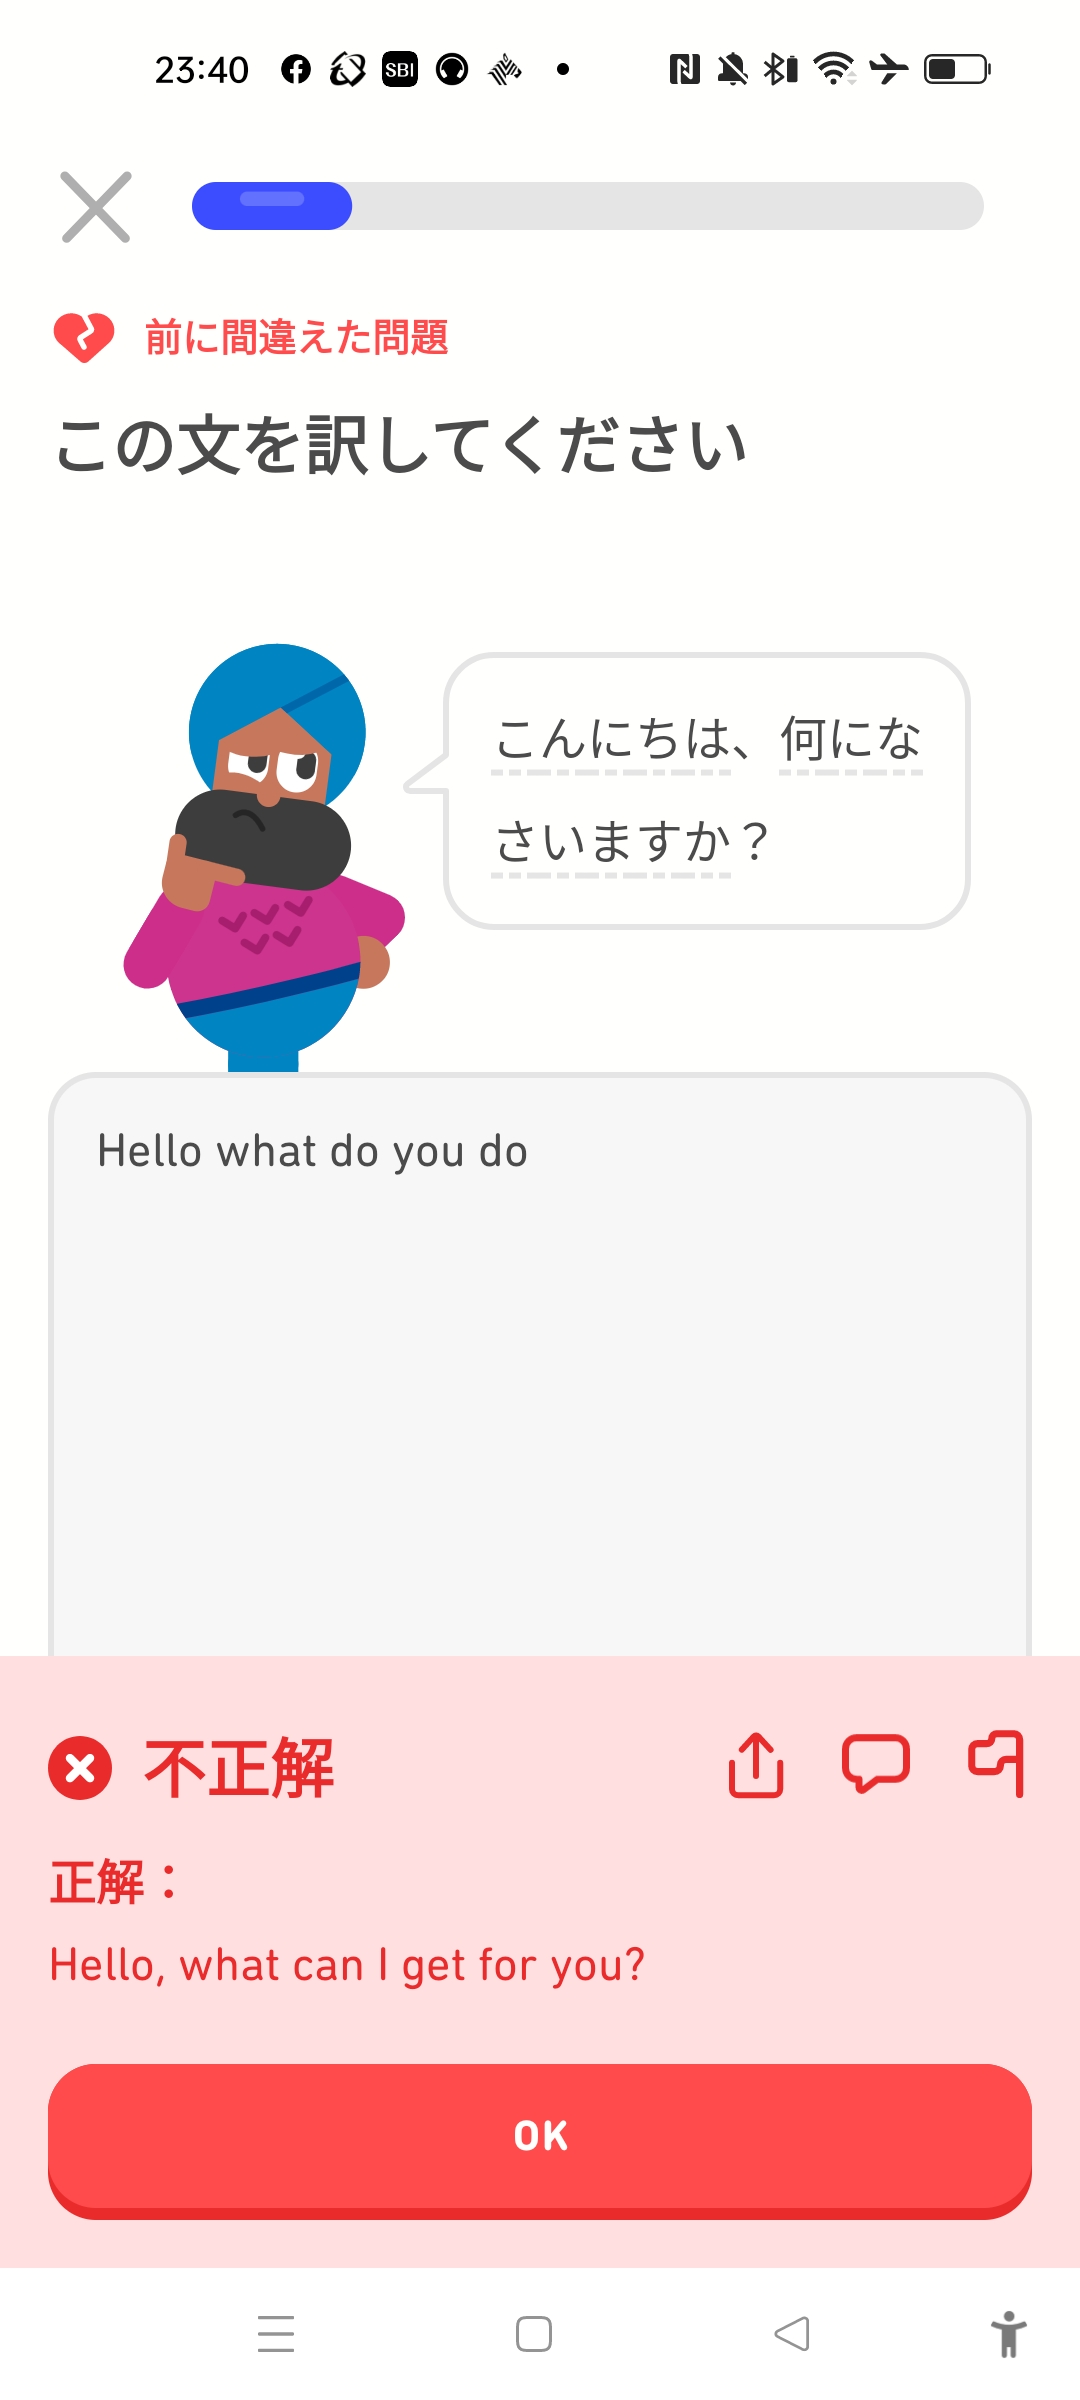 23:40
SBI
前に間違えた問題
この文を訳してください
こんにちは、何にな
さいますか？
Hello what do you do
不正解
正解：
Hello, what can I get for you?
OK